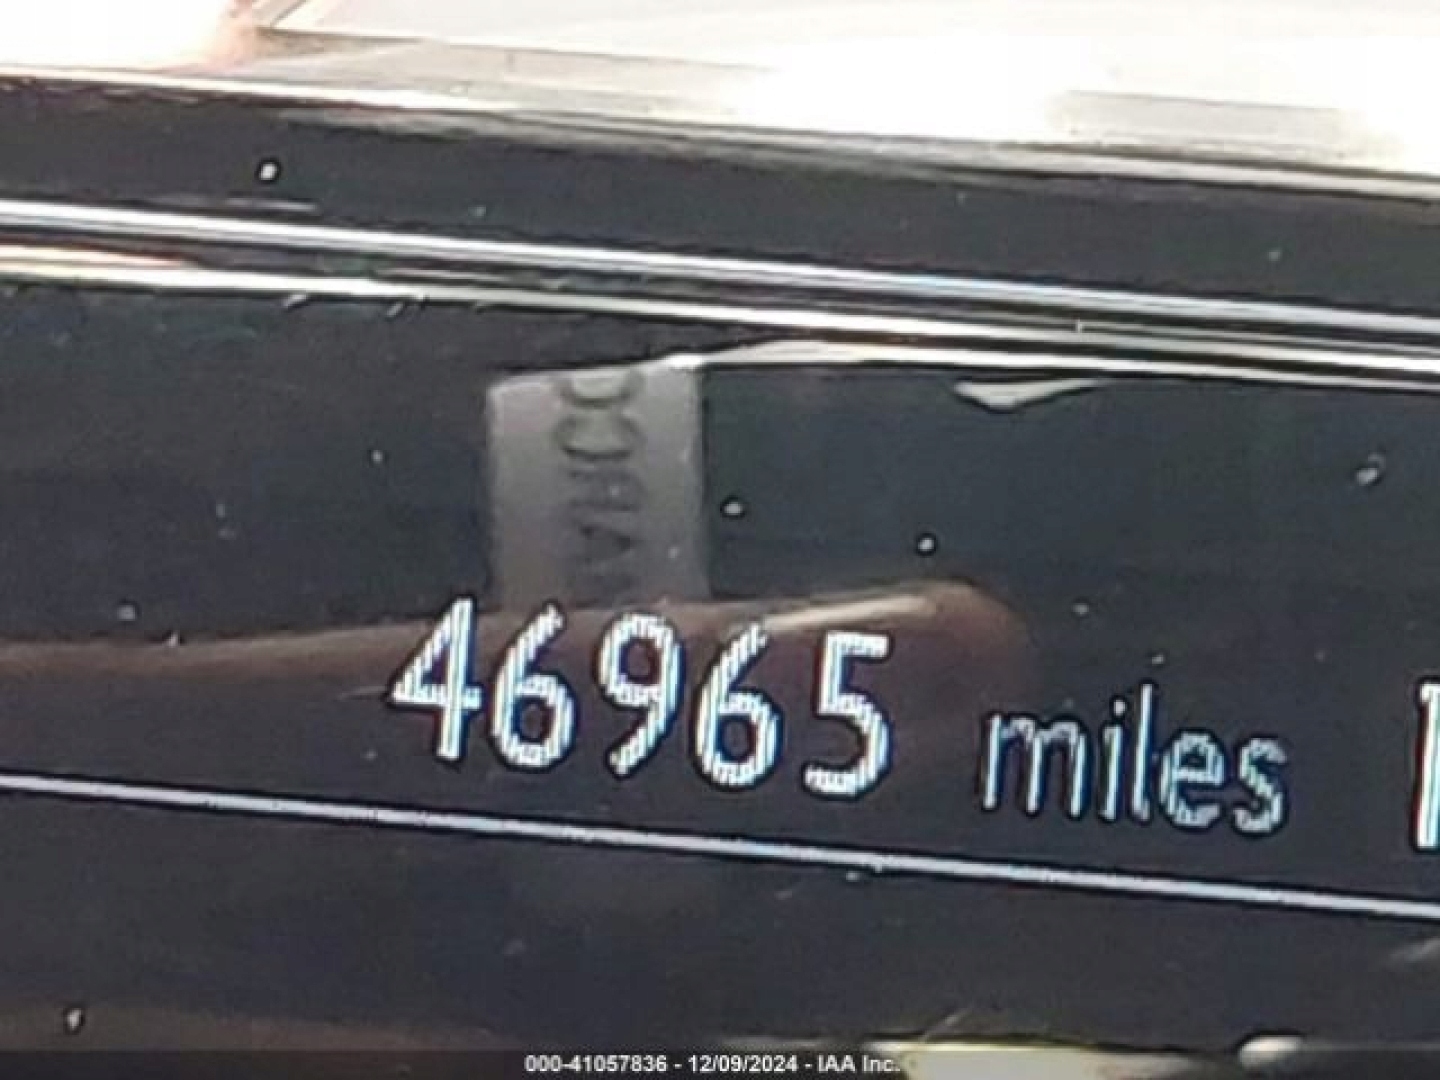 46965 miles
000-41057836 - 12/09/2024 - IAA Inc.